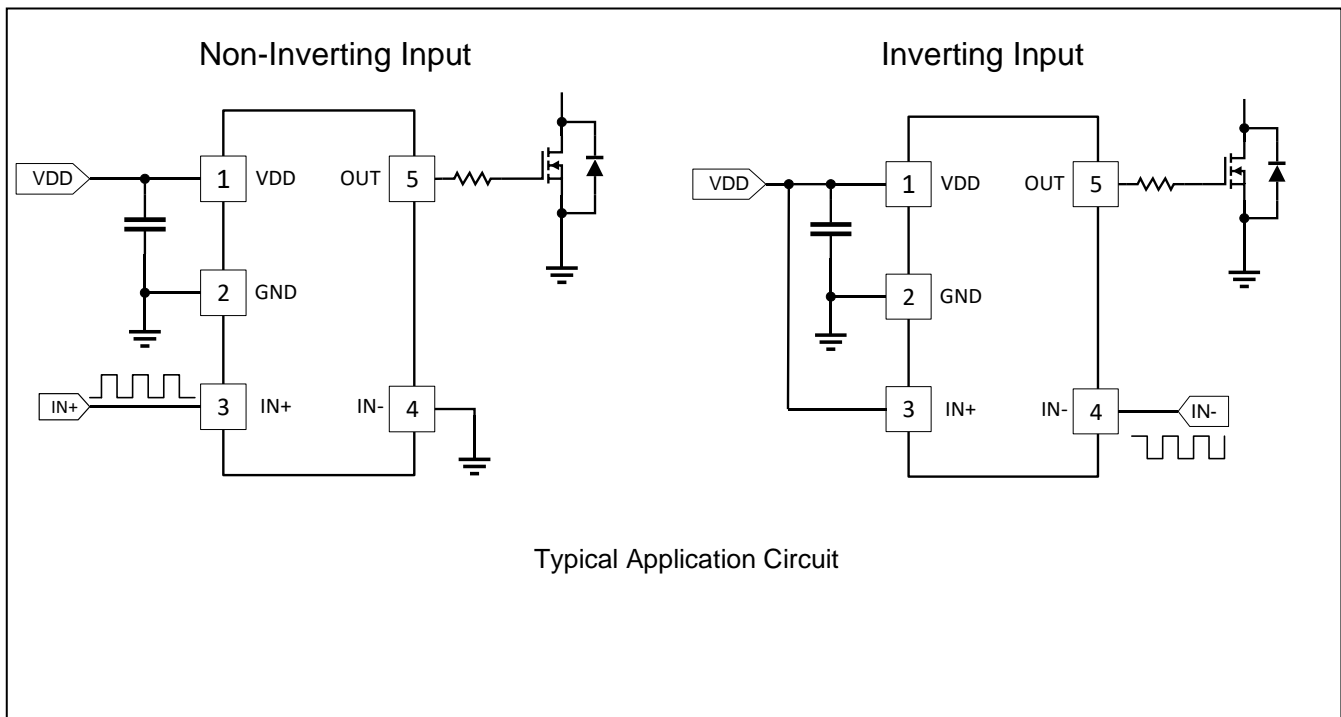 Non-Inverting Input
VDD
1 VDD
OUT 5
2 GND
IN+
3 IN+
IN- 4
Inverting Input
VDD
1 VDD
OUT 5
2 GND
3 IN+
IN- 4
IN-
Typical Application Circuit